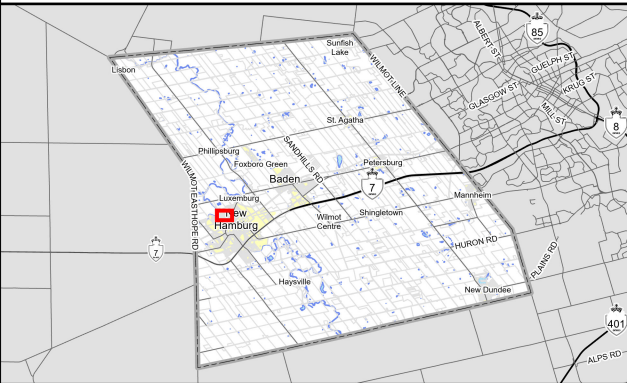 85
ALBERT ST
GUELPH ST
KRUG ST
GLASGOW ST
MILL ST
8
Sunfish
Lake
WILMOT LINE
Lisbon
St. Agatha
Phillipsburg
SANDHILLS RD
Foxboro Green
Petersburg
Baden
7
WILMOT-EASTHOPE RD
Luxemburg
Mannheim
New
Hamburg
Wilmot
Centre
Shingletown
HURON RD
PLAINS RD
7
Haysville
New Dundee
401
ALPS RD